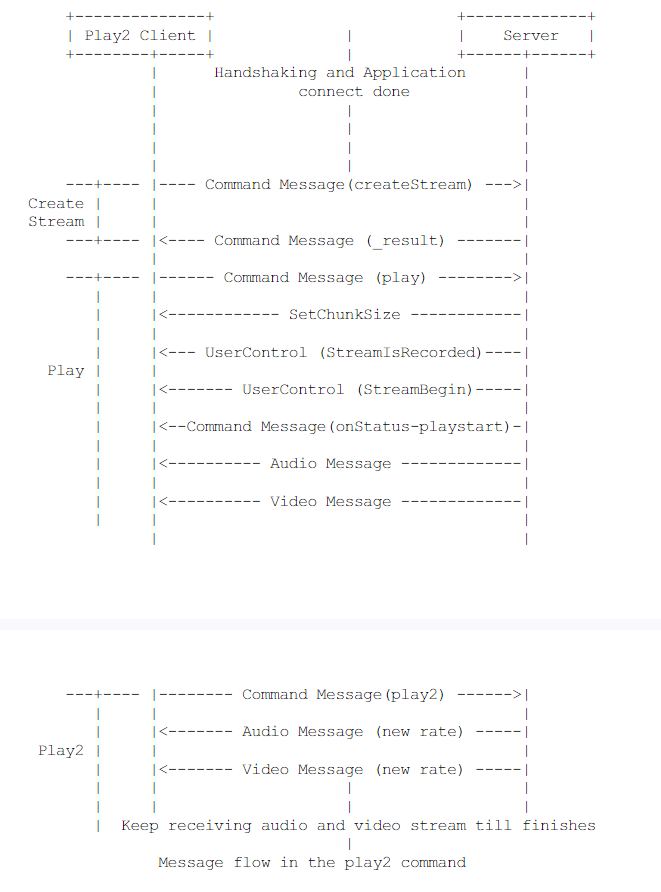 +--------------+ +-------------+
| Play2 Client | | | Server |
+--------+-----+ | +------+------+
| Handshaking and Application |
| connect done |
| | |
| | |
| | |
| | |
---+---- |---- Command Message(createStream) --->|
Create | | |
Stream | | |
---+---- |<---- Command Message (_result) -------|
| |
---+---- |------ Command Message (play) -------->|
| | |
| |<------------ SetChunkSize ------------|
| | |
| |<--- UserControl (StreamIsRecorded)----|
Play | | |
| |<------- UserControl (StreamBegin)-----|
| | |
| |<--Command Message(onStatus-playstart)-|
| | |
| |<---------- Audio Message -------------|
| | |
| |<---------- Video Message -------------|
| | |
| |
---+---- |-------- Command Message(play2) ------>|
| | |
| |<------- Audio Message (new rate) -----|
Play2 | | |
| |<------- Video Message (new rate) -----|
| | | |
| | | |
| Keep receiving audio and video stream till finishes
|
Message flow in the play2 command